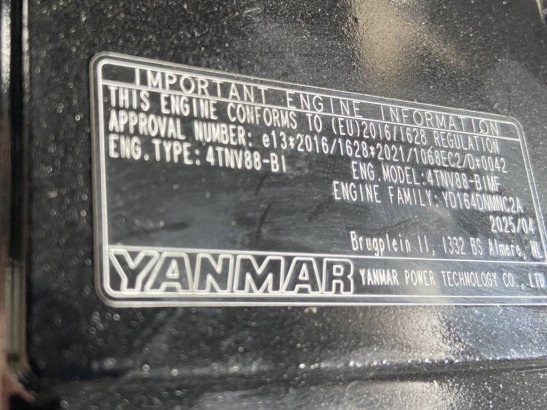 IMPORTANT ENGINE INFORMATION
THIS ENGINE CONFORMS TO (EU)2016/1628 REGULATION
APPROVAL NUMBER: e13*2016/1628*2021/1068EC2/D*0042
ENG.TYPE: 4TNV88-BI
ENG.MODEL: 4TNV88-BIMF
ENGINE FAMILY: YDI64DNMNC2A
2025/04
Brugplein 11, 1332 BS Almere, NL
YANMAR YANMAR POWER TECHNOLOGY CO.,LTD